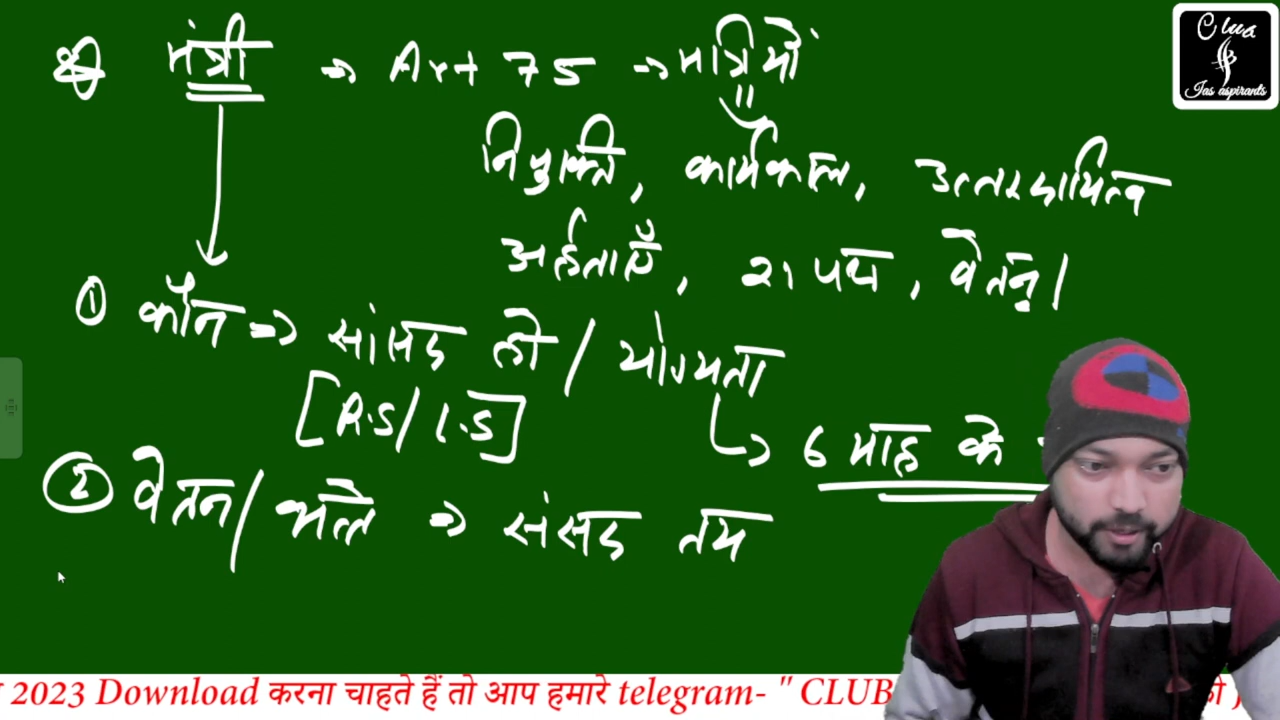 मंत्री ⇒ Art 75 → मंत्रियों
नियुक्ति, कार्यकाल, उत्तरदायित्व
अर्हताएँ, शपथ, वेतन।
① कौन ⇒ सांसद हो / योग्यता
[R.S/L.S]
↳ 6 माह के
② वेतन/भत्ते ⇒ संसद तय
2023 Download करना चाहते हैं तो आप हमारे telegram- " CLUB
Clua
Ias aspirants